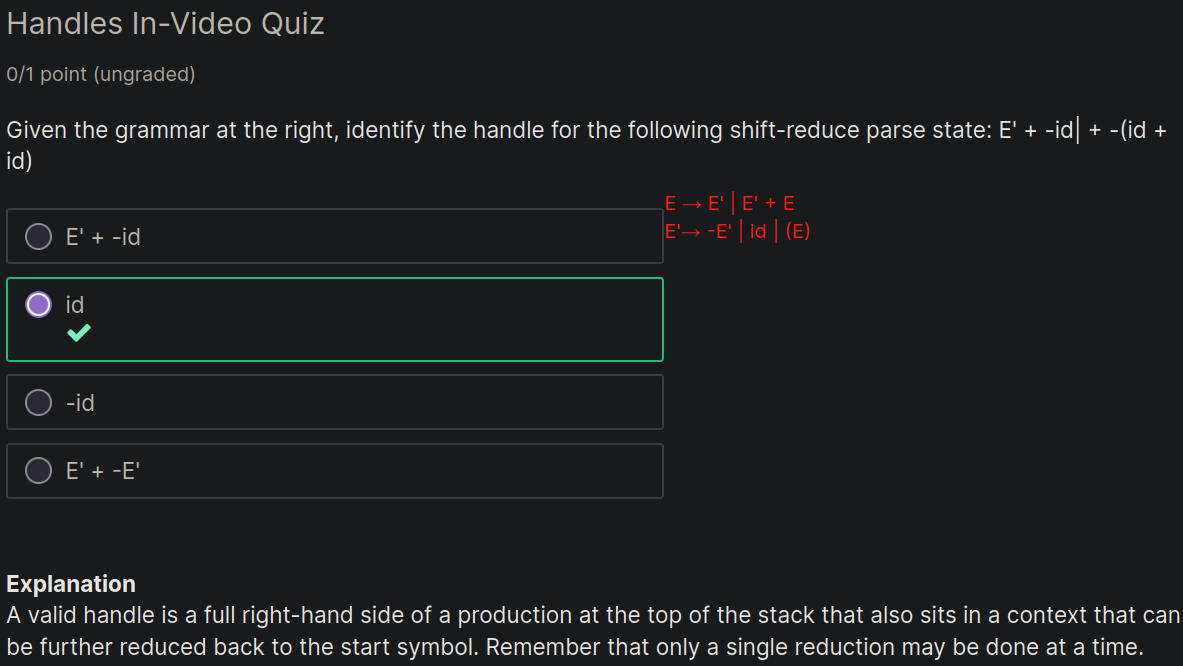 Handles In-Video Quiz
0/1 point (ungraded)
Given the grammar at the right, identify the handle for the following shift-reduce parse state: E' + -id| + -(id +
id)
E → E' | E' + E
E'→ -E' | id | (E)
E' + -id
id
-id
E' + -E'
Explanation
A valid handle is a full right-hand side of a production at the top of the stack that also sits in a context that can
be further reduced back to the start symbol. Remember that only a single reduction may be done at a time.